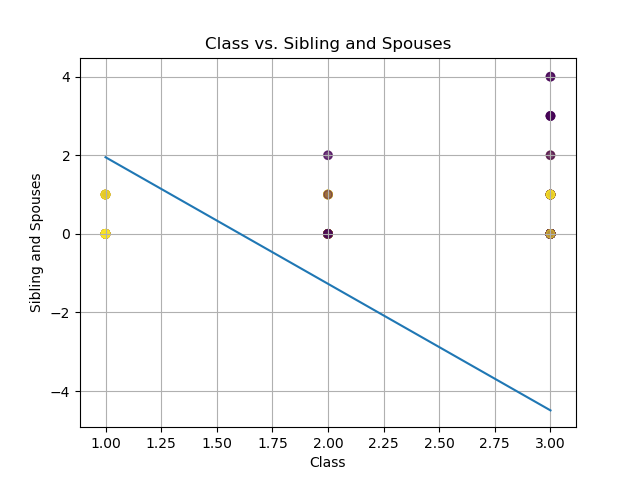 Class vs. Sibling and Spouses
Sibling and Spouses
4
2
0
−2
−4
1.00 1.25 1.50 1.75 2.00 2.25 2.50 2.75 3.00
Class